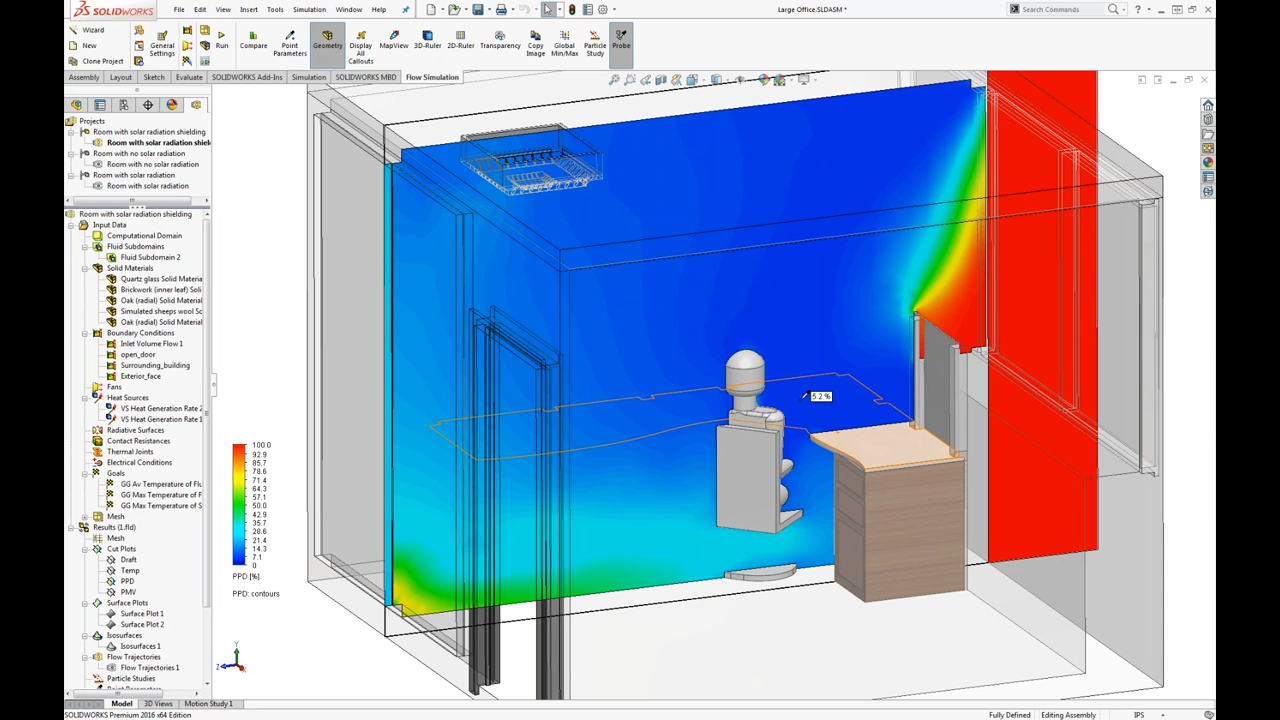 SOLIDWORKS
File Edit View Insert Tools Simulation Window Help
Large Office.SLDASM *
Search Commands
Wizard
New
Clone Project
General Settings
Run
Compare
Point Parameters
Geometry
Display All Callouts
MapView
3D-Ruler
2D-Ruler
Transparency
Copy Image
Global Min/Max
Particle Study
Probe
Assembly Layout Sketch Evaluate SOLIDWORKS Add-Ins Simulation SOLIDWORKS MBD Flow Simulation
Projects
Room with solar radiation shielding
Room with solar radiation shiel
Room with no solar radiation
Room with no solar radiation
Room with solar radiation
Room with solar radiation
Room with solar radiation shielding
Input Data
Computational Domain
Fluid Subdomains
Fluid Subdomain 2
Solid Materials
Quartz glass Solid Materia
Brickwork (inner leaf) Soli
Oak (radial) Solid Material
Simulated sheeps wool Sc
Oak (radial) Solid Material
Boundary Conditions
Inlet Volume Flow 1
open_door
Surrounding_building
Exterior_face
Fans
Heat Sources
VS Heat Generation Rate 2
VS Heat Generation Rate 1
Radiative Surfaces
Contact Resistances
Thermal Joints
Electrical Conditions
Goals
GG Av Temperature of Flu
GG Max Temperature of F
GG Max Temperature of S
Mesh
Results (1.fld)
Mesh
Cut Plots
Draft
Temp
PPD
PMV
Surface Plots
Surface Plot 1
Surface Plot 2
Isosurfaces
Isosurfaces 1
Flow Trajectories
Flow Trajectories 1
Particle Studies
5.2 %
100.0
92.9
85.7
78.6
71.4
64.3
57.1
50.0
42.9
35.7
28.6
21.4
14.3
7.1
0
PPD [%]
PPD: contours
Y
Z
X
Model 3D Views Motion Study 1
SOLIDWORKS Premium 2016 x64 Edition
Fully Defined Editing Assembly IPS